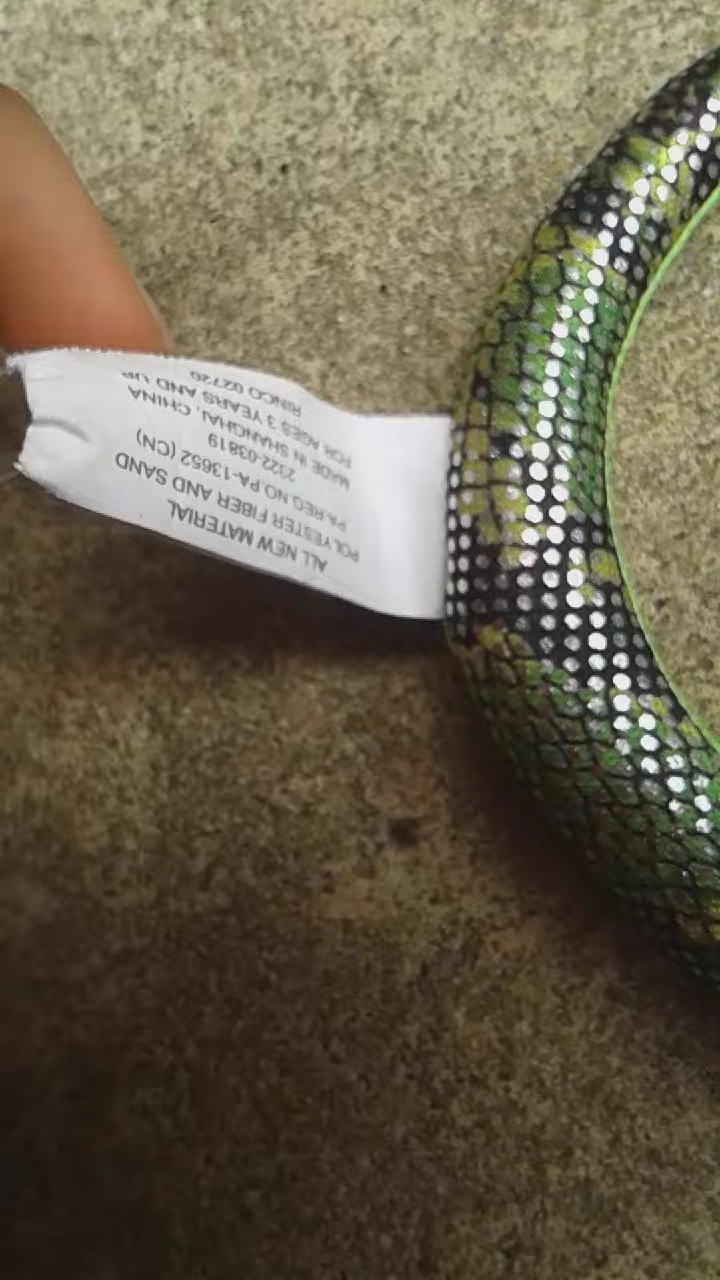 ALL NEW MATERIAL
POLYESTER FIBER AND SAND
PA-REG NO PA-13652 (CN)
2322-03819
MADE IN SHANGHAI, CHINA
FOR AGES 3 YEARS AND UP
RINCO 02720